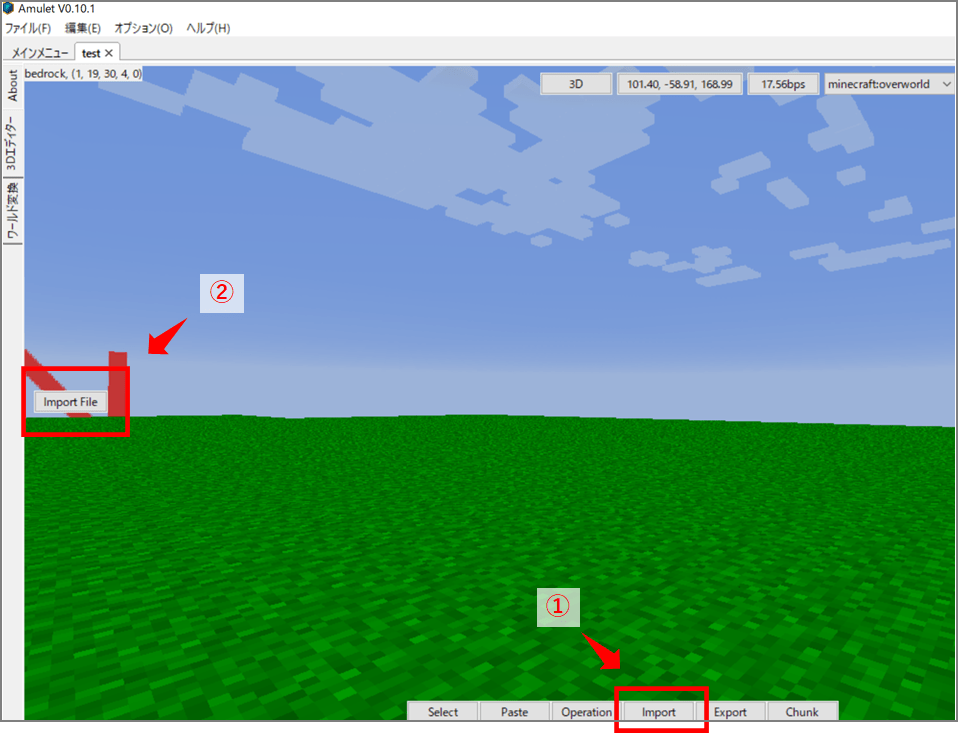 Amulet V0.10.1
ファイル(F) 編集(E) オプション(O) ヘルプ(H)
メインメニュー test ×
About
3Dエディター
ワールド変換
bedrock, (1, 19, 30, 4, 0)
3D 101.40, -58.91, 168.99 17.56bps minecraft:overworld
②
Import File
①
Select Paste Operation Import Export Chunk